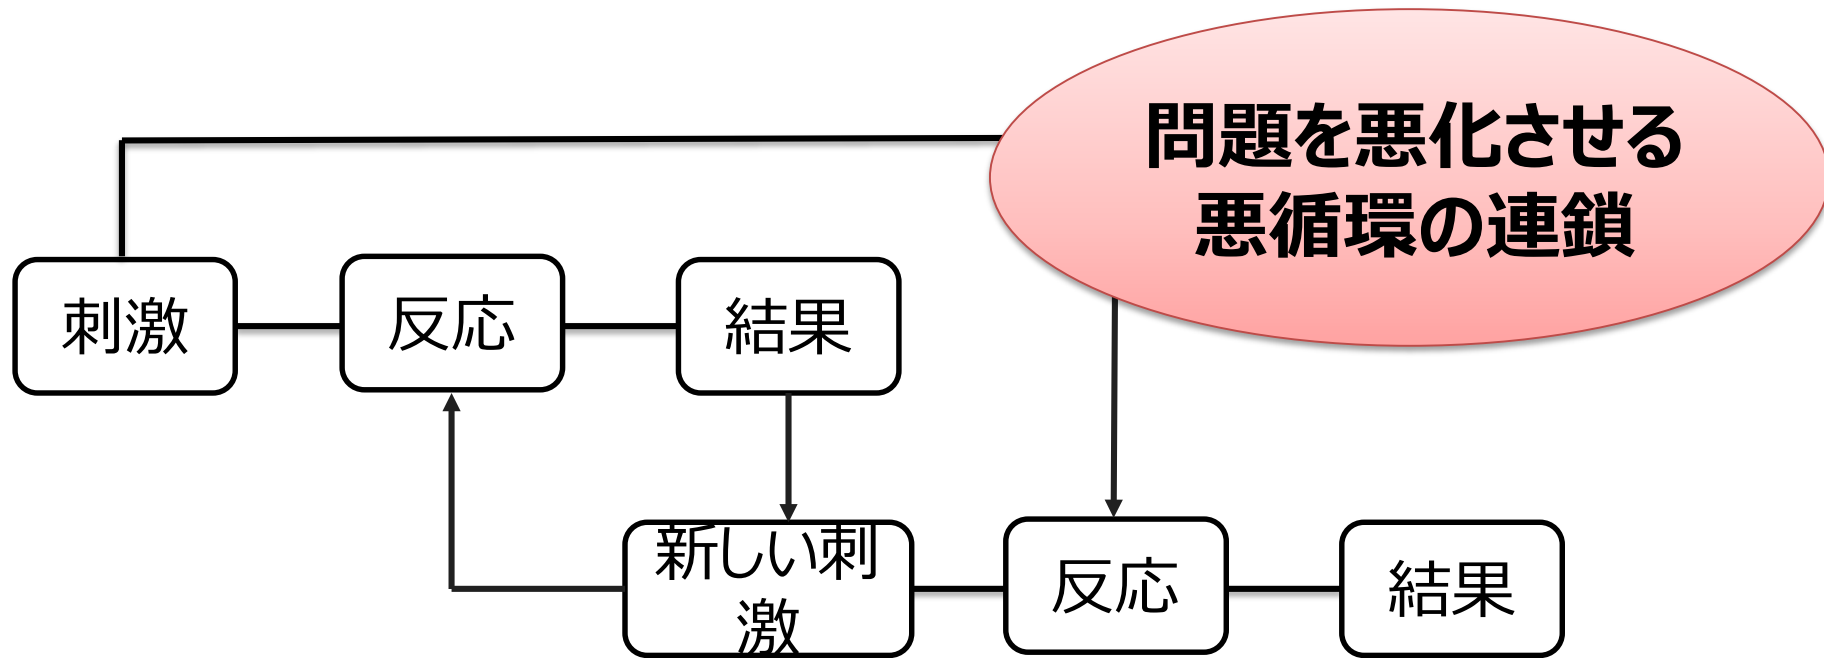 問題を悪化させる
悪循環の連鎖
刺激
反応
結果
新しい刺
激
反応
結果